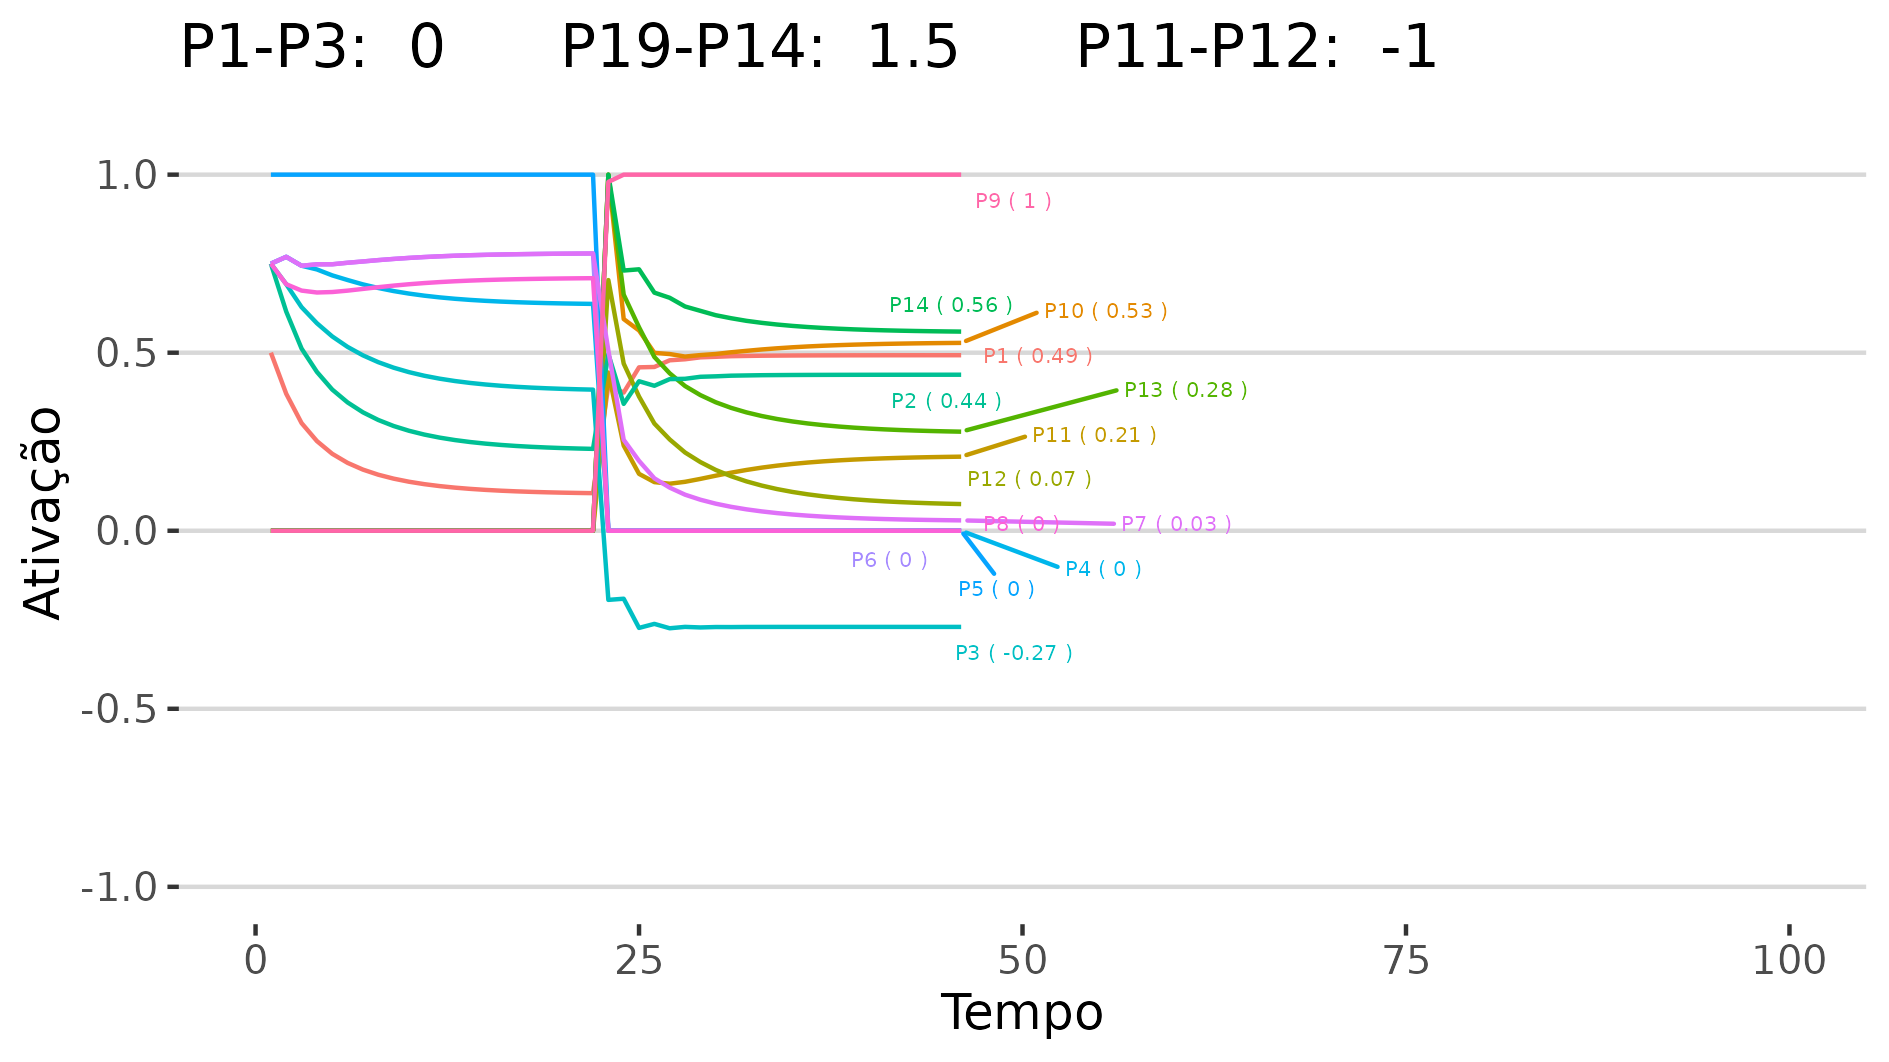 P1-P3: 0 P19-P14: 1.5 P11-P12: -1
1.0
P9 ( 1 )
P14 ( 0.56 )
P10 ( 0.53 )
0.5
P1 ( 0.49 )
P13 ( 0.28 )
P2 ( 0.44 )
P11 ( 0.21 )
P12 ( 0.07 )
0.0
P8 ( 0 )
P7 ( 0.03 )
P6 ( 0 )
P4 ( 0 )
P5 ( 0 )
P3 ( -0.27 )
-0.5
-1.0
Ativação
0 25 50 75 100
Tempo